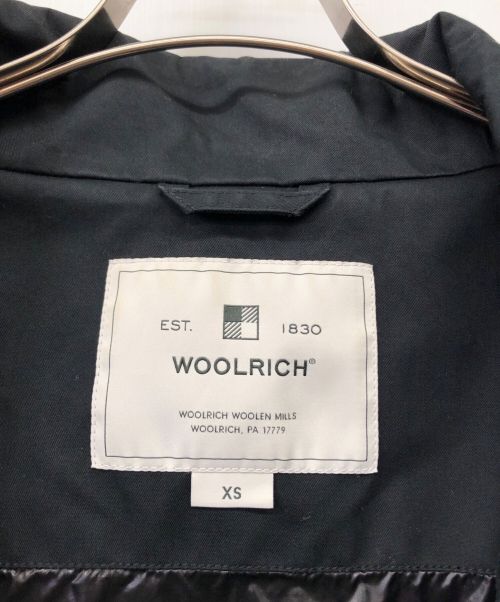 EST. 1830
WOOLRICH®
WOOLRICH WOOLEN MILLS
WOOLRICH, PA 17779
XS